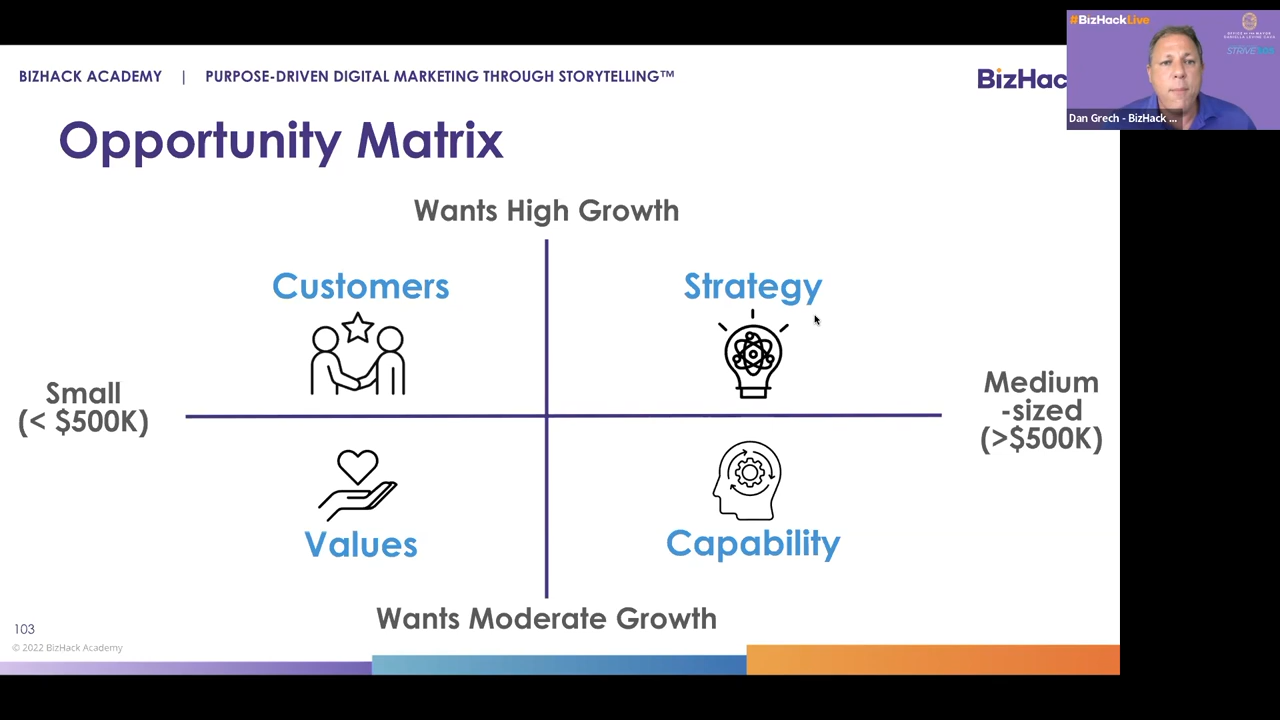 #BizHackLive
BIZHACK ACADEMY | PURPOSE-DRIVEN DIGITAL MARKETING THROUGH STORYTELLING™
BizHac
Dan Grech - BizHack ...
Opportunity Matrix
Wants High Growth
Customers
Strategy
Small
(< $500K)
Medium
-sized
(>$500K)
Values
Capability
Wants Moderate Growth
103
© 2022 BizHack Academy